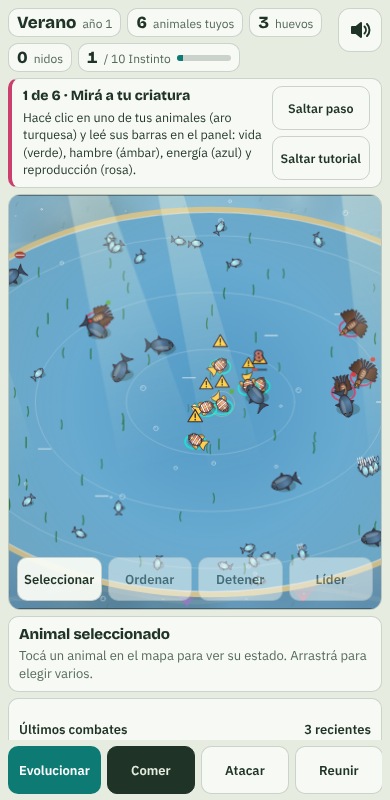 Verano año 1
6 animales tuyos
3 huevos
0 nidos
1 / 10 Instinto
1 de 6 · Mirá a tu criatura
Hacé clic en uno de tus animales (aro
turquesa) y leé sus barras en el panel: vida
(verde), hambre (ámbar), energía (azul) y
reproducción (rosa).
Saltar paso
Saltar tutorial
8
Seleccionar
Ordenar
Detener
Líder
Animal seleccionado
Tocá un animal en el mapa para ver su estado. Arrastrá para
elegir varios.
Últimos combates
3 recientes
Evolucionar
Comer
Atacar
Reunir